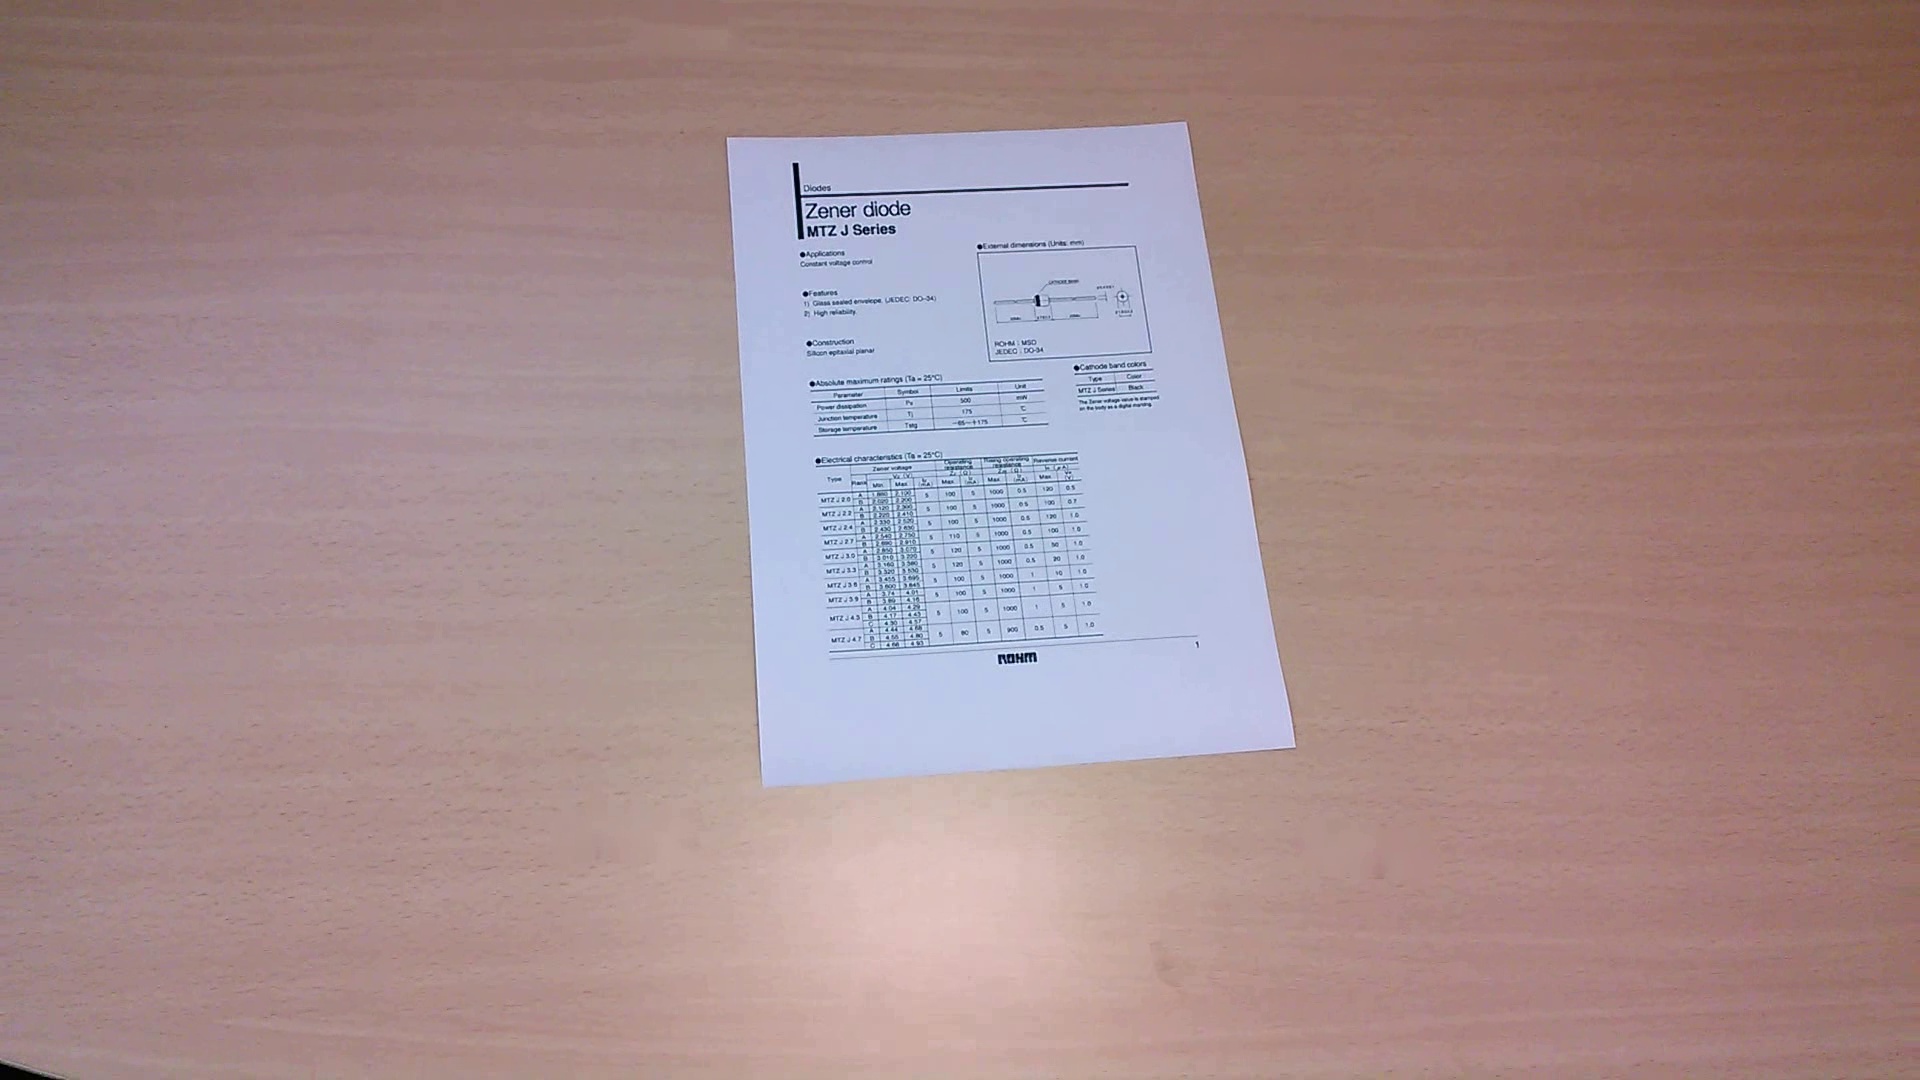 Diodes
Zener diode
MTZ J Series
●Applications
Constant voltage control
●Features
1) Glass sealed envelope. (JEDEC: DO-34)
2) High reliability.
●Construction
Silicon epitaxial planar
●External dimensions (Units: mm)
CATHODE BAND
ROHM : MSD
JEDEC : DO-34
●Absolute maximum ratings (Ta = 25°C)
Parameter Symbol Limits Unit
Power dissipation 500 mW
Junction temperature Tj 175 ℃
Storage temperature Tstg −65~+175 ℃
●Cathode band colors
Type Color
MTZ J Series Black
The Zener voltage value is stamped
on the body as a digital marking.
●Electrical characteristics (Ta = 25°C)
Type Rank Zener voltage Operating resistance Rising operating resistance Reverse current
Min. Max. Max. Max. Max.
MTZ J 2.0 A 1.880 2.100 5 100 5 1000 0.5 120 0.5
B 2.020 2.200
MTZ J 2.2 A 2.120 2.300 5 100 5 1000 0.5 100 0.7
B 2.220 2.410
MTZ J 2.4 A 2.330 2.520 5 100 5 1000 0.5 120 1.0
B 2.430 2.630
MTZ J 2.7 A 2.540 2.750 5 110 5 1000 0.5 100 1.0
B 2.690 2.910
MTZ J 3.0 A 2.850 3.070 5 120 5 1000 0.5 50 1.0
B 3.010 3.220
MTZ J 3.3 A 3.160 3.380 5 120 5 1000 0.5 20 1.0
B 3.320 3.530
MTZ J 3.6 A 3.455 3.695 5 100 5 1000 1 10 1.0
B 3.600 3.845
MTZ J 3.9 A 3.74 4.01 5 100 5 1000 1 5 1.0
B 3.89 4.16
MTZ J 4.3 A 4.04 4.29 5 100 5 1000 1 5 1.0
B 4.17 4.43
C 4.30 4.57
MTZ J 4.7 A 4.44 4.68 5 80 5 900 0.5 5 1.0
B 4.55 4.80
C 4.68 4.93
ROHM
1